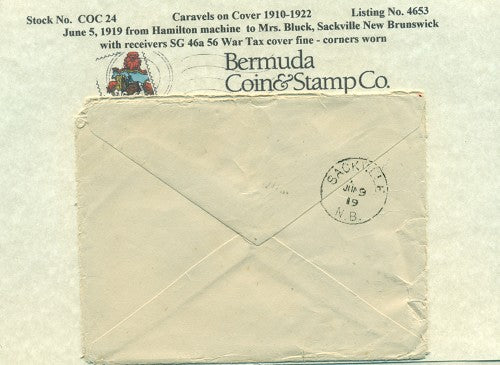 Stock No. COC 24 Caravels on Cover 1910-1922 Listing No. 4653
June 5, 1919 from Hamilton machine to Mrs. Bluck, Sackville New Brunswick
with receivers SG 46a 56 War Tax cover fine - corners worn
Bermuda
Coin&Stamp Co.
SACKVILLE
JUN 9
19
N.B.